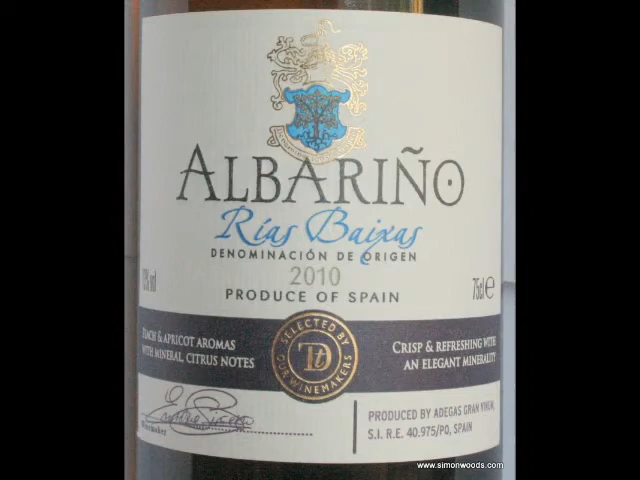 ALBARIÑO
Rías Baixas
DENOMINACIÓN DE ORIGEN
2010
PRODUCE OF SPAIN
vol
75cl e
PEACH & APRICOT AROMAS
WITH MINERAL, CITRUS NOTES
SELECTED BY
OUR WINEMAKERS
CRISP & REFRESHING WITH
AN ELEGANT MINERALITY
Winemaker
PRODUCED BY ADEGAS GRAN VINUM,
S.I. R.E. 40.975/PO, SPAIN
www.simonwoods.com